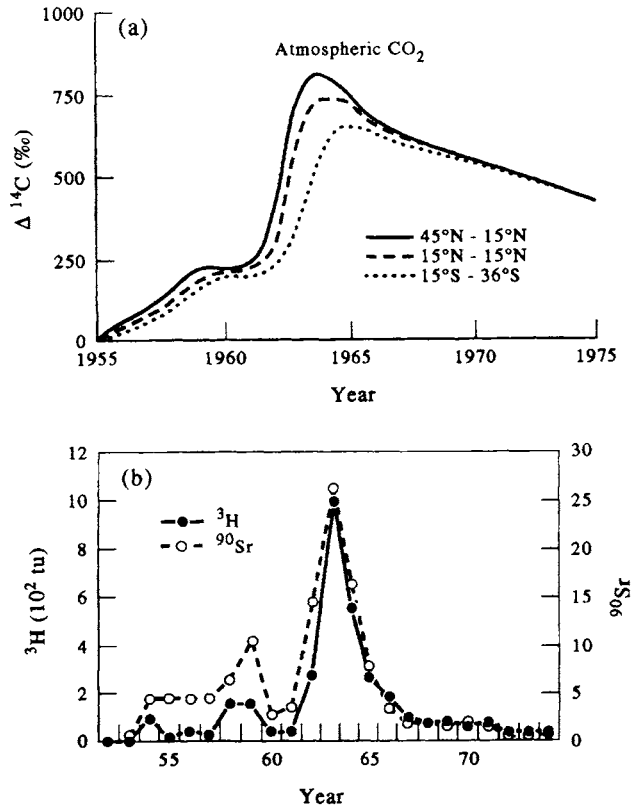 (a)
Atmospheric CO₂
1000
750
500
250
0
Δ ¹⁴C (‰)
45°N - 15°N
15°N - 15°N
15°S - 36°S
1955 1960 1965 1970 1975
Year
(b)
12
10
8
6
4
2
0
³H (10² tu)
³H
⁹⁰Sr
30
25
20
15
10
5
0
⁹⁰Sr
55 60 65 70
Year